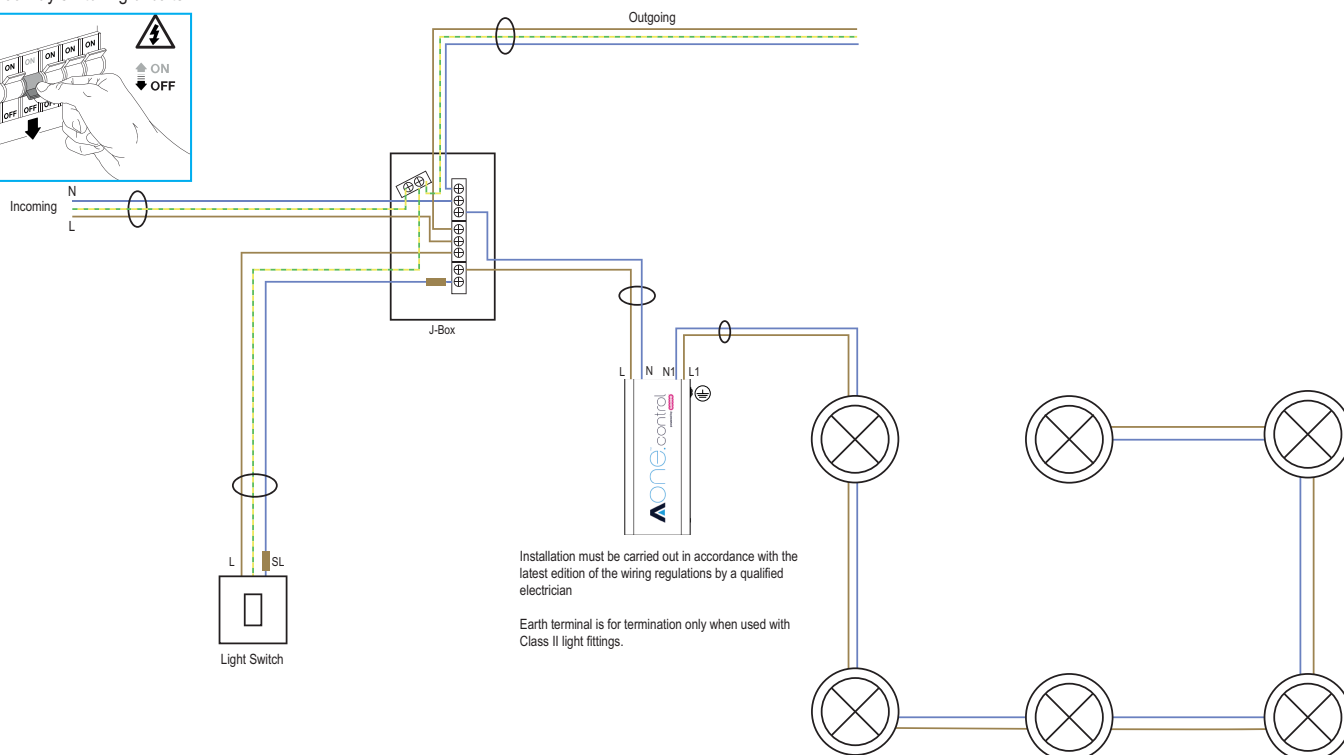 Outgoing
ON
ON
ON
ON
ON
ON
OFF
OFF
OFF
N
Incoming
L
J-Box
L
N
N1
L1
Aone.control
L
SL
Light Switch
Installation must be carried out in accordance with the
latest edition of the wiring regulations by a qualified
electrician
Earth terminal is for termination only when used with
Class II light fittings.